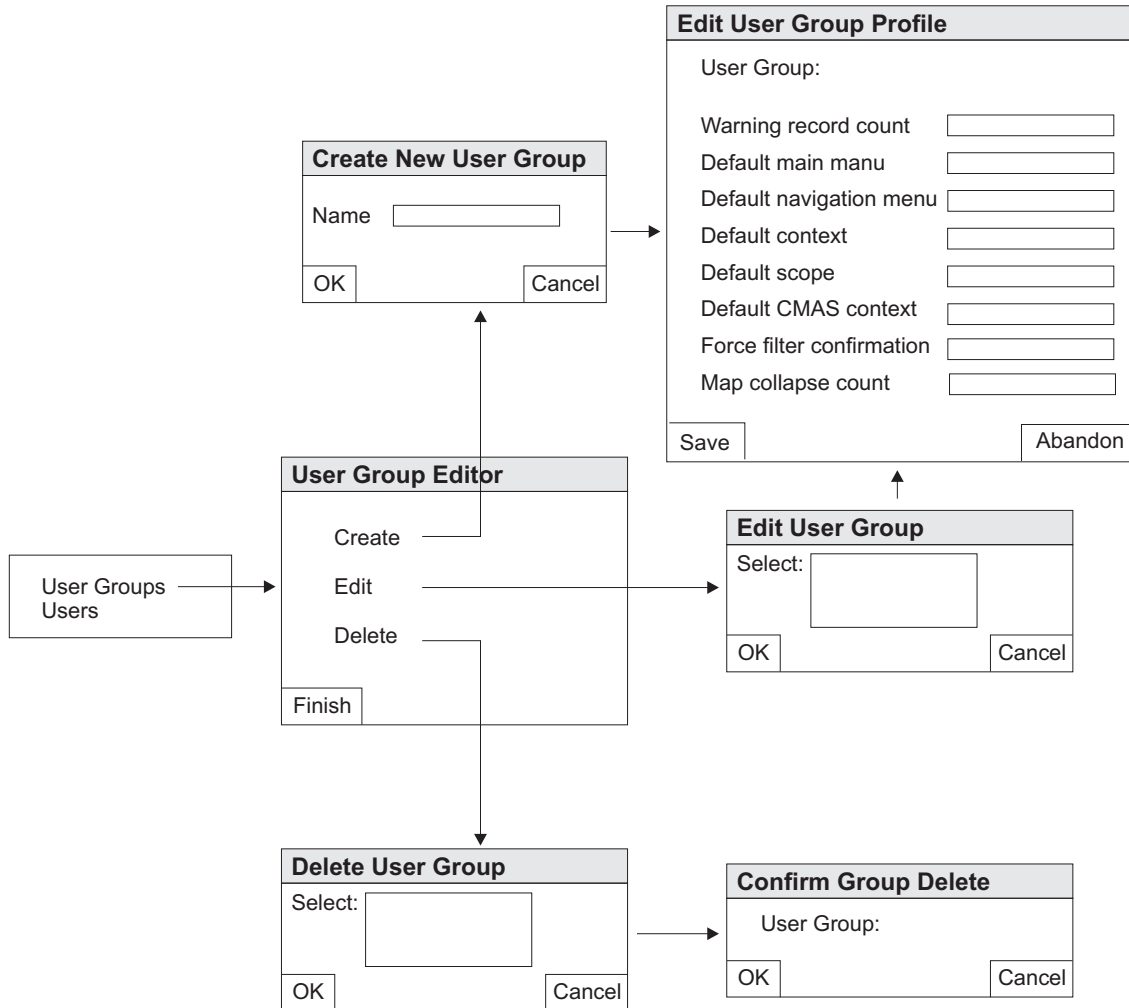 Edit User Group Profile
User Group:
Warning record count
Default main manu
Default navigation menu
Default context
Default scope
Default CMAS context
Force filter confirmation
Map collapse count
Save
Abandon
Create New User Group
Name
OK
Cancel
User Group Editor
Create
Edit
Delete
Finish
User Groups
Users
Edit User Group
Select:
OK
Cancel
Delete User Group
Select:
OK
Cancel
Confirm Group Delete
User Group:
OK
Cancel